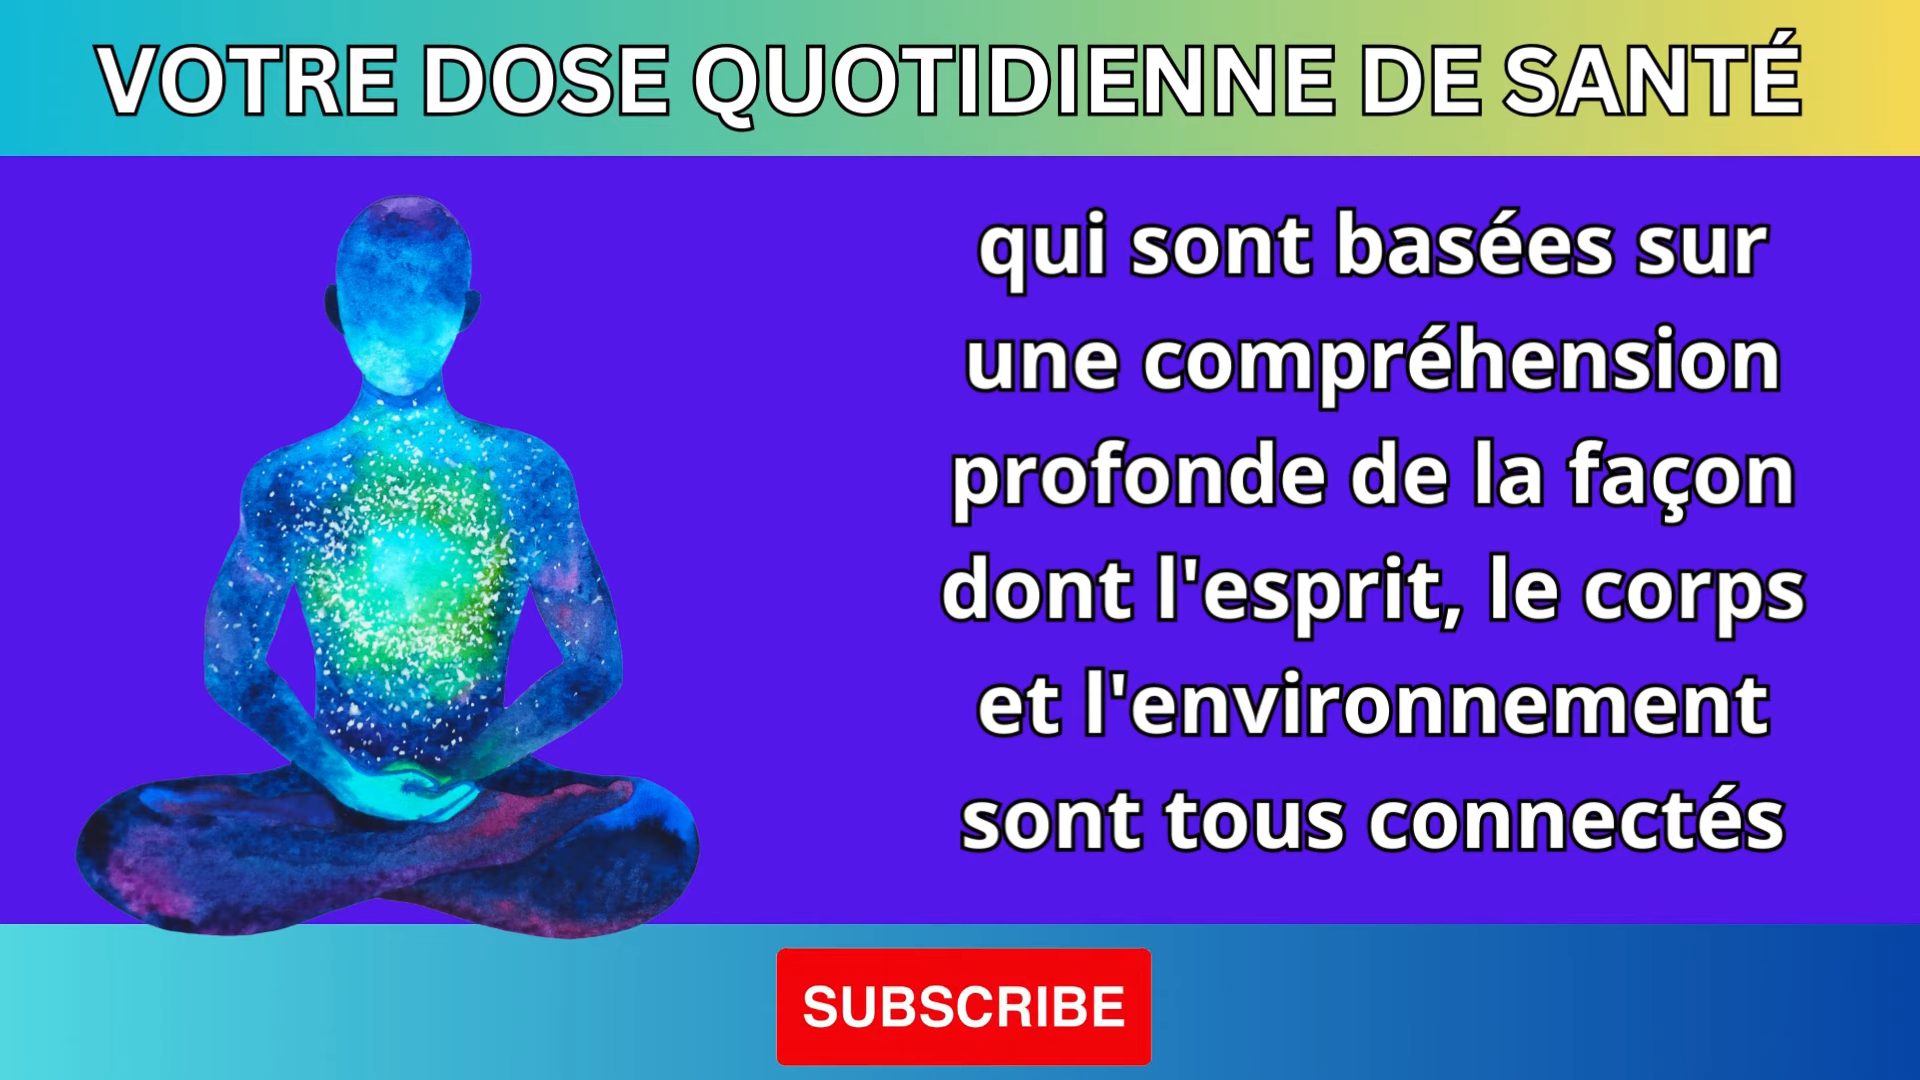 VOTRE DOSE QUOTIDIENNE DE SANTÉ
qui sont basées sur
une compréhension
profonde de la façon
dont l'esprit, le corps
et l'environnement
sont tous connectés
SUBSCRIBE